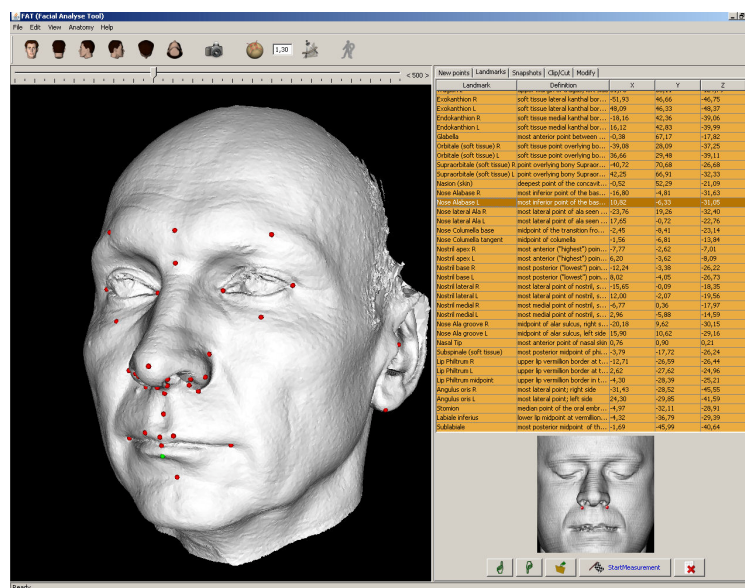 FAT (Facial Analyse Tool)
File Edit View Anatomy Help
1,30
< 500 >
New points Landmarks Snapshots Clip/Cut Modify
Landmark Definition X Y Z
Exokanthion R soft tissue lateral kanthal bor... -51,93 46,66 -46,75
Exokanthion L soft tissue lateral kanthal bor... 48,09 46,33 -48,37
Endokanthion R soft tissue medial kanthal bor... -18,16 42,36 -39,06
Endokanthion L soft tissue medial kanthal bor... 16,12 42,83 -39,99
Glabella most anterior point between ... -0,38 67,17 -17,82
Orbitale (soft tissue) R soft tissue point overlying bo... -39,08 28,09 -37,25
Orbitale (soft tissue) L soft tissue point overlying bo... 36,66 29,48 -39,11
Supraorbitale (soft tissue) R point overlying bony Supraor... -40,72 70,68 -26,68
Supraorbitale (soft tissue) L point overlying bony Supraor... 42,25 66,91 -32,33
Nasion (skin) deepest point of the concavit... -0,52 52,29 -21,09
Nose Alabase R most inferior point of the bas... -16,80 -4,81 -31,63
Nose Alabase L most inferior point of the bas... 10,82 -6,33 -31,05
Nose lateral Ala R most lateral point of ala seen ... -23,76 19,26 -32,40
Nose lateral Ala L most lateral point of ala seen ... 17,65 -0,72 -22,76
Nose Columella base midpoint of the transition fro... -2,45 -8,41 -23,14
Nose Columella tangent midpoint of columella -1,56 -6,81 -13,84
Nostril apex R most anterior ("highest") poin... -7,77 -2,62 -7,01
Nostril apex L most anterior ("highest") poin... 6,20 -3,62 -8,09
Nostril base R most posterior ("lowest") poin... -12,24 -3,38 -26,22
Nostril base L most posterior ("lowest") poin... 8,02 -4,05 -26,73
Nostril lateral R most lateral point of nostril, s... -15,65 -0,09 -18,35
Nostril lateral L most lateral point of nostril, s... 12,00 -2,07 -19,56
Nostril medial R most medial point of nostril, s... -6,77 0,36 -17,97
Nostril medial L most medial point of nostril, s... 2,96 -5,88 -14,59
Nose Ala groove R midpoint of alar sulcus, right s... -20,18 9,62 -30,15
Nose Ala groove L midpoint of alar sulcus, left side 15,90 10,62 -29,16
Nasal Tip most anterior point of nasal skin 0,76 0,90 0,21
Subspinale (soft tissue) most posterior midpoint of phi... -3,79 -17,72 -26,24
Lip Philtrum R upper lip vermillion border at t... -12,71 -26,59 -26,44
Lip Philtrum L upper lip vermillion border at t... 2,62 -27,62 -24,96
Lip Philtrum midpoint upper lip vermillion border in t... -4,30 -28,39 -25,21
Angulus oris R most lateral point; right side -31,43 -28,52 -45,55
Angulus oris L most lateral point; left side 24,30 -29,85 -41,59
Stomion median point of the oral embr... -4,97 -32,11 -28,91
Labiale inferius lower lip midpoint at vermillion... -4,32 -36,79 -29,39
Sublabiale most posterior midpoint of th... -1,69 -45,99 -40,64
StartMeasurement
Ready